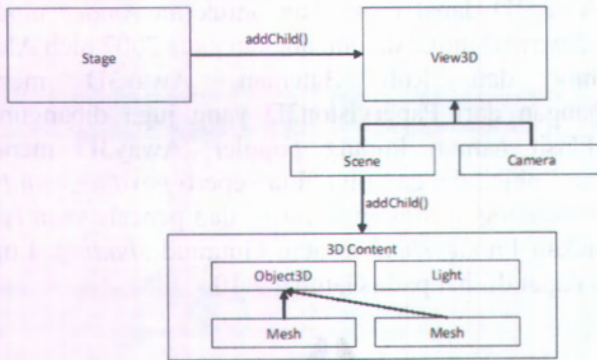 Stage
addChild()
View3D
Scene
Camera
addChild()
3D Content
Object3D
Light
Mesh
Mesh